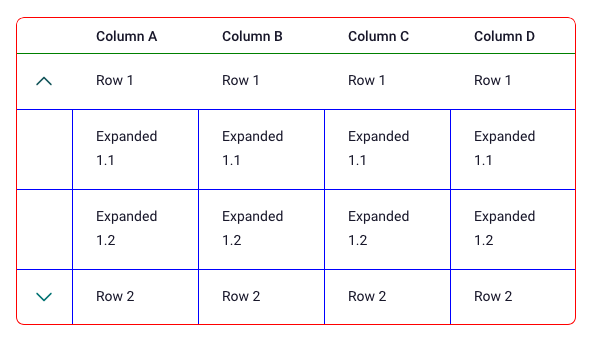 Column A Column B Column C Column D
Row 1 Row 1 Row 1 Row 1
Expanded Expanded Expanded Expanded
1.1 1.1 1.1 1.1
Expanded Expanded Expanded Expanded
1.2 1.2 1.2 1.2
Row 2 Row 2 Row 2 Row 2